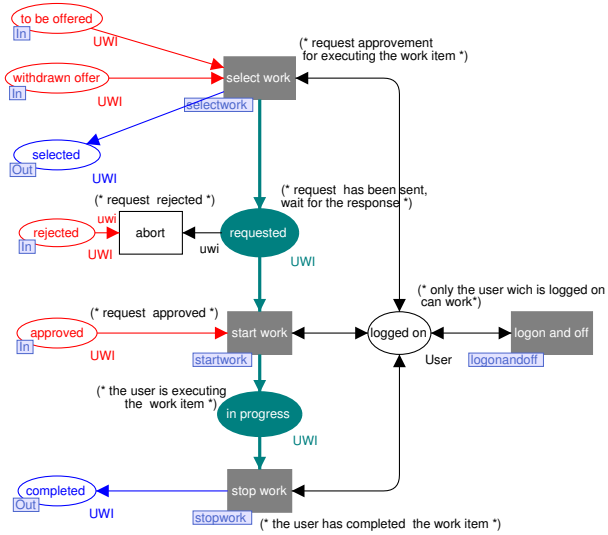 to be offered
In
UWI
(* request approvement
for executing the work item *)
withdrawn offer
In
UWI
select work
selectwork
selected
Out
UWI
(* request  has been sent,
wait for the response *)
(* request  rejected *)
uwi
rejected
In
UWI
abort
uwi
requested
UWI
(* only the user wich is logged on
can work*)
(* request  approved *)
approved
In
UWI
start work
startwork
logged on
User
logon and off
logonandoff
(* the user is executing
the  work item *)
in progress
UWI
completed
Out
UWI
stop work
stopwork
(* the user has completed  the work item *)